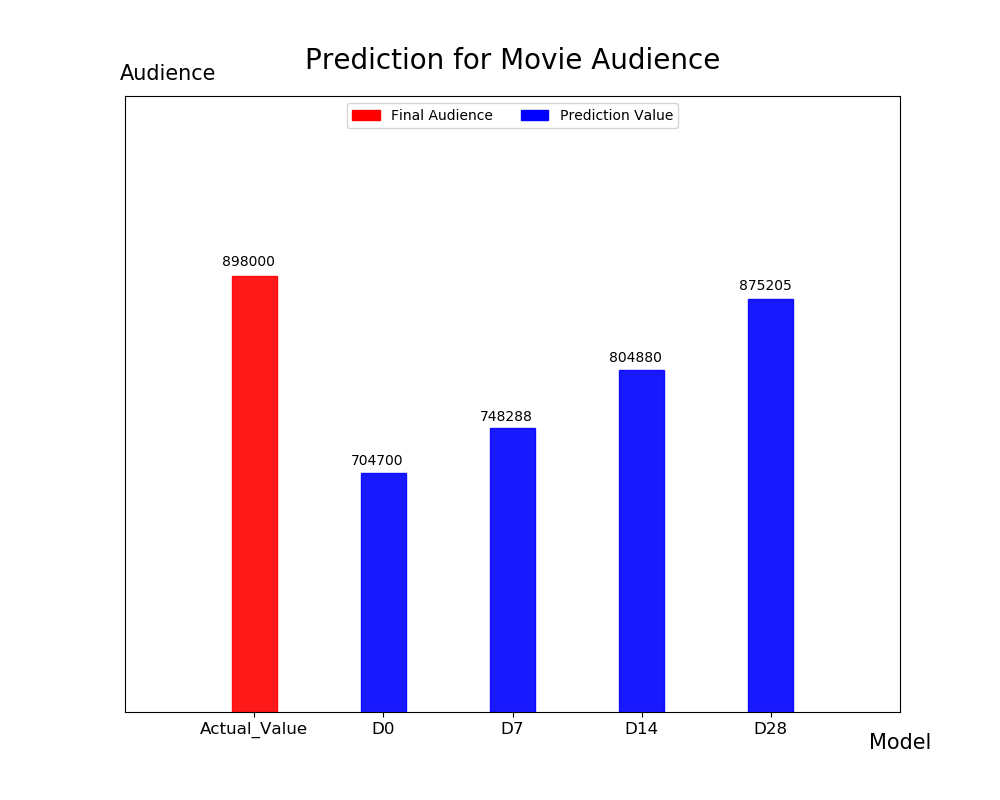 Prediction for Movie Audience
Audience
Final Audience Prediction Value
898000
875205
804880
748288
704700
Actual_Value D0 D7 D14 D28
Model